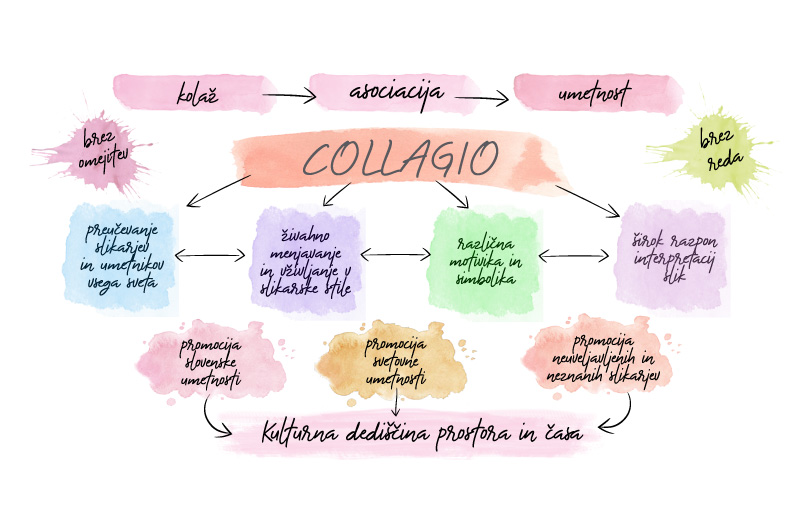 kolaž
asociacija
umetnost
brez
omejitev
COLLAGIO
brez
reda
preučevanje
slikarjev
in umetnikov
vsega sveta
živahno
menjavanje
in vživljanje v
slikarske stile
različna
motivika in
simbolika
širok razpon
interpretacij
slik
promocija
slovenske
umetnosti
promocija
svetovne
umetnosti
promocija
neuveljavljenih in
neznanih slikarjev
Kulturna dediščina prostora in časa